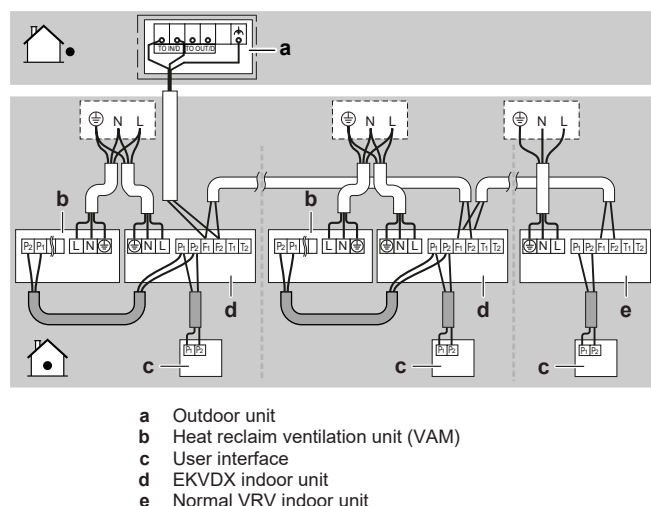 TO IN/D TO OUT/D
a
N L N L N L
b b
P2 P1 L N N L P1 P2 F1 F2 T1 T2 P2 P1 L N N L P1 P2 F1 F2 T1 T2 N L P1 P2 F1 F2 T1 T2
d d e
P1 P2 P1 P2 P1 P2
c c c
a Outdoor unit
b Heat reclaim ventilation unit (VAM)
c User interface
d EKVDX indoor unit
e Normal VRV indoor unit